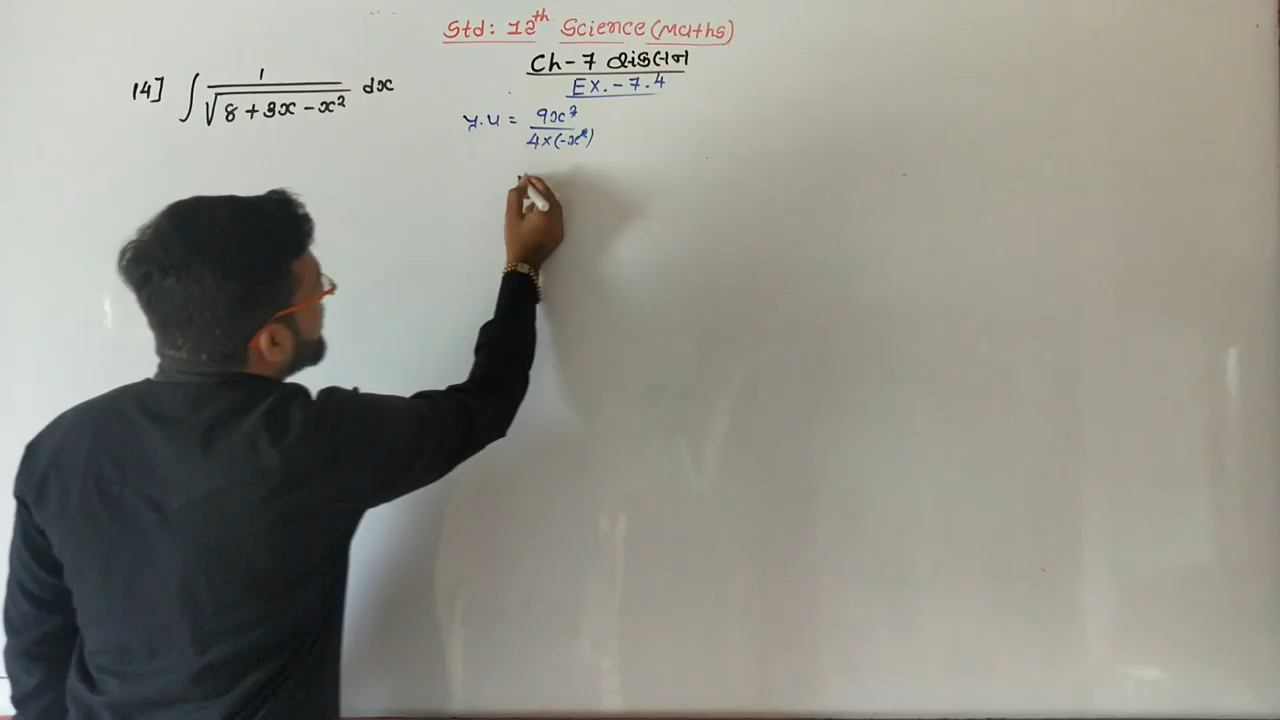 Std: 12th Science (Maths)
Ch-7 વિકલન
Ex. - 7.4
14] ∫ 1/√(8 + 3x - x²) dx
મ.પ = 9x²/4×(-x²)